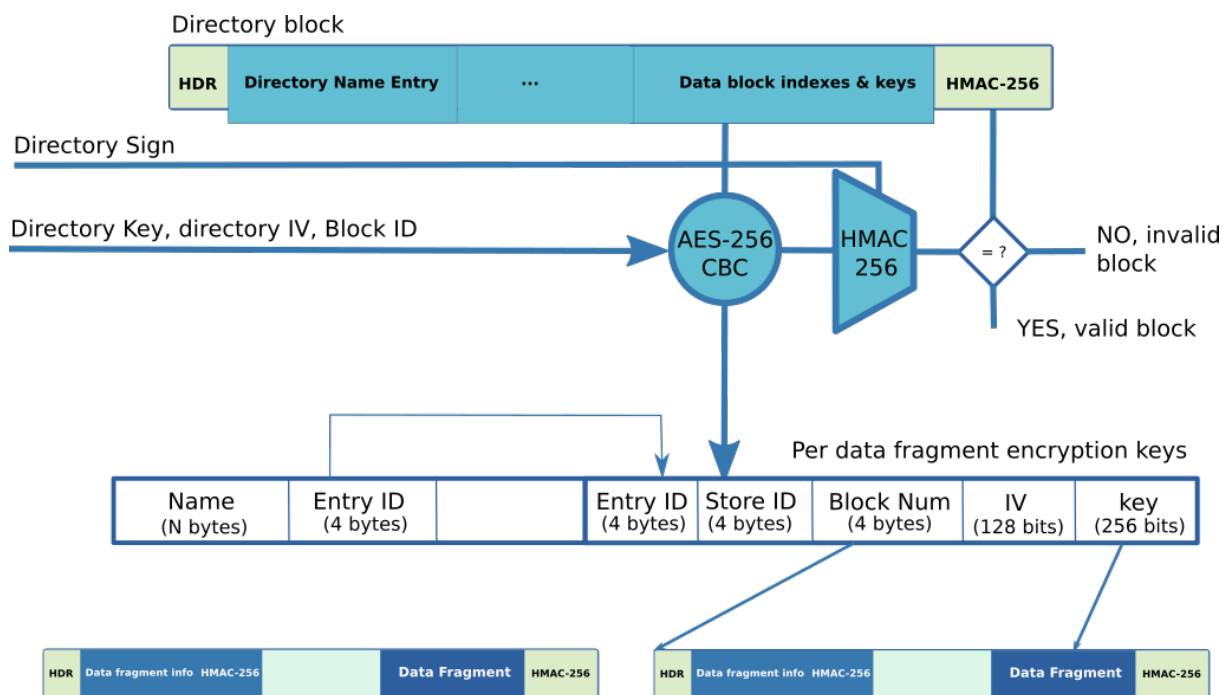 Directory block
HDR Directory Name Entry ... Data block indexes & keys HMAC-256
Directory Sign
Directory Key, directory IV, Block ID
AES-256
CBC
HMAC
256
= ?
NO, invalid
block
YES, valid block
Per data fragment encryption keys
Name Entry ID Entry ID Store ID Block Num IV key
(N bytes) (4 bytes) (4 bytes) (4 bytes) (4 bytes) (128 bits) (256 bits)
HDR Data fragment info HMAC-256 Data Fragment HMAC-256
HDR Data fragment info HMAC-256 Data Fragment HMAC-256